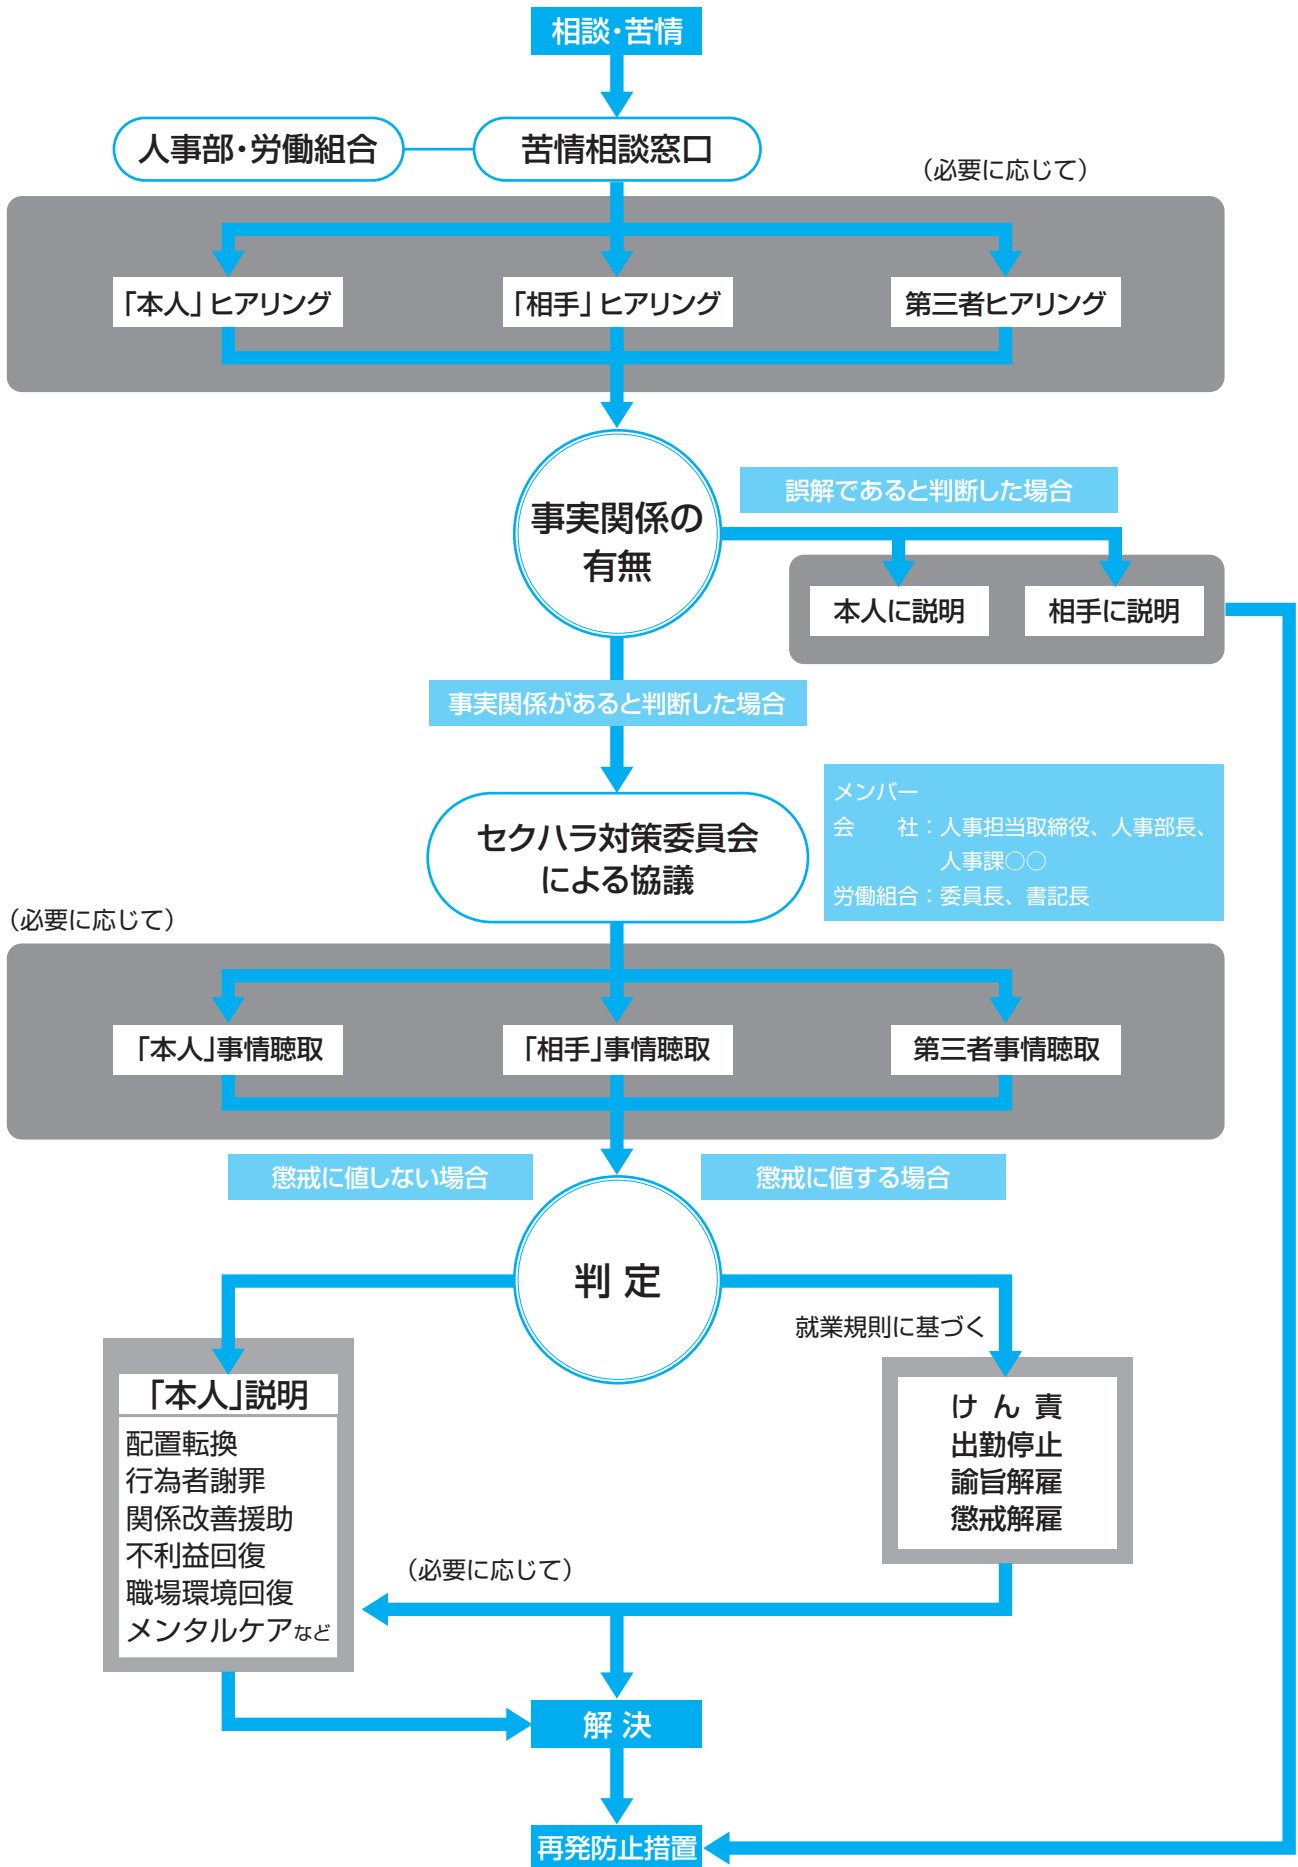 相談・苦情
人事部・労働組合
苦情相談窓口
（必要に応じて）
「本人」ヒアリング
「相手」ヒアリング
第三者ヒアリング
事実関係の
有無
誤解であると判断した場合
本人に説明
相手に説明
事実関係があると判断した場合
セクハラ対策委員会
による協議
メンバー
会　　社：人事担当取締役、人事部長、
人事課○○
労働組合：委員長、書記長
（必要に応じて）
「本人」事情聴取
「相手」事情聴取
第三者事情聴取
懲戒に値しない場合
懲戒に値する場合
判 定
就業規則に基づく
「本人」説明
配置転換
行為者謝罪
関係改善援助
不利益回復
職場環境回復
メンタルケアなど
け ん 責
出勤停止
諭旨解雇
懲戒解雇
（必要に応じて）
解 決
再発防止措置